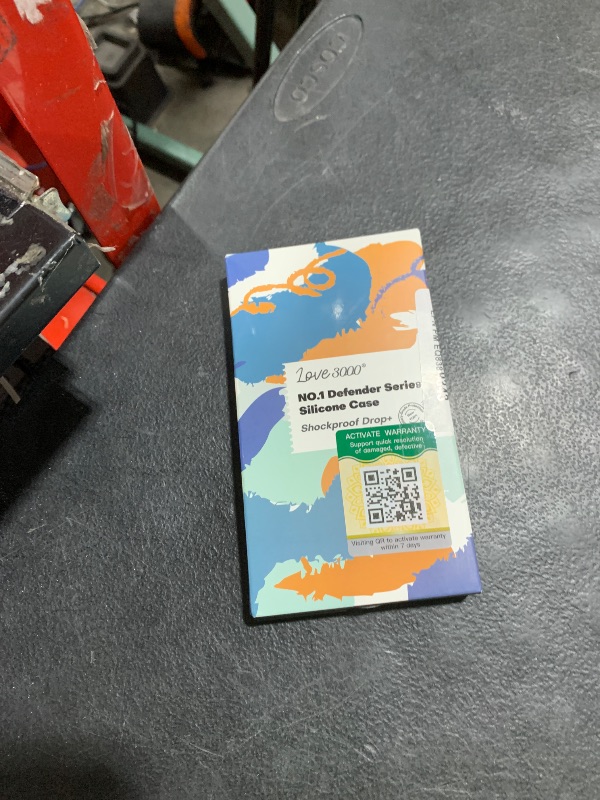 COSCO
Love 3000®
NO.1 Defender Series
Silicone Case
Shockproof Drop+
ACTIVATE WARRANTY
Support quick resolution
of damaged, defective
Visiting QR to activate warranty
within 7 days